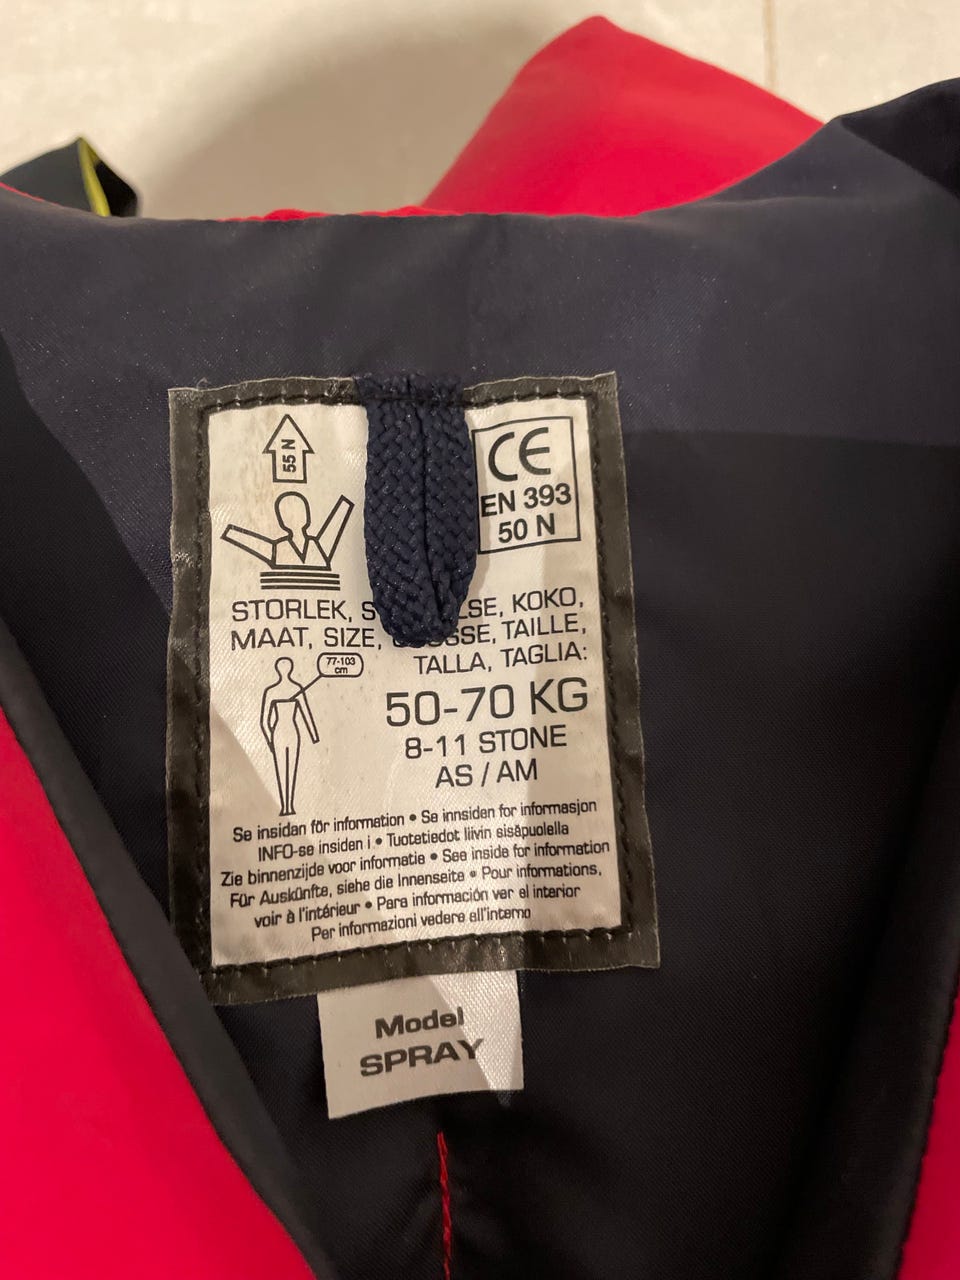 55 N
CE
EN 393
50 N
STORLEK, KOKO,
MAAT, SIZE, TAILLE,
TALLA, TAGLIA:
77-103
cm
50-70 KG
8-11 STONE
AS / AM
Se insidan för information • Se innsiden for informasjon
INFO-se insiden i • Tuotetiedot liivin sisäpuolella
Zie binnenzijde voor informatie • See inside for information
Für Auskünfte, siehe die Innenseite • Pour informations,
voir à l'intérieur • Para información ver el interior
Per informazioni vedere all'interno
Model
SPRAY